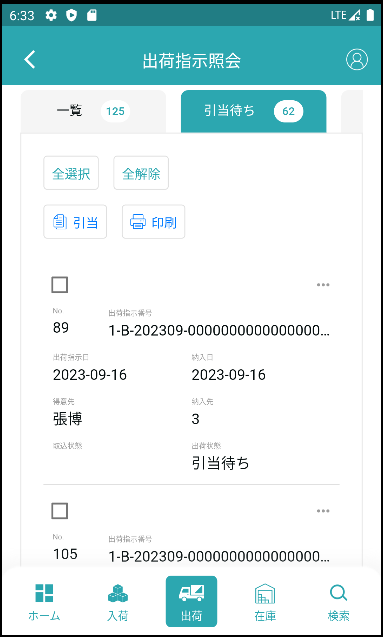 6:33 LTE
出荷指示照会
一覧 125 引当待ち 62
全選択 全解除
引当 印刷
No 出荷指示番号
89 1-B-202309-0000000000000000...
出荷指示日 納入日
2023-09-16 2023-09-16
得意先 納入先
張博 3
取込状態 出荷状態
引当待ち
No 出荷指示番号
105 1-B-202309-0000000000000000...
ホーム 入荷 出荷 在庫 検索